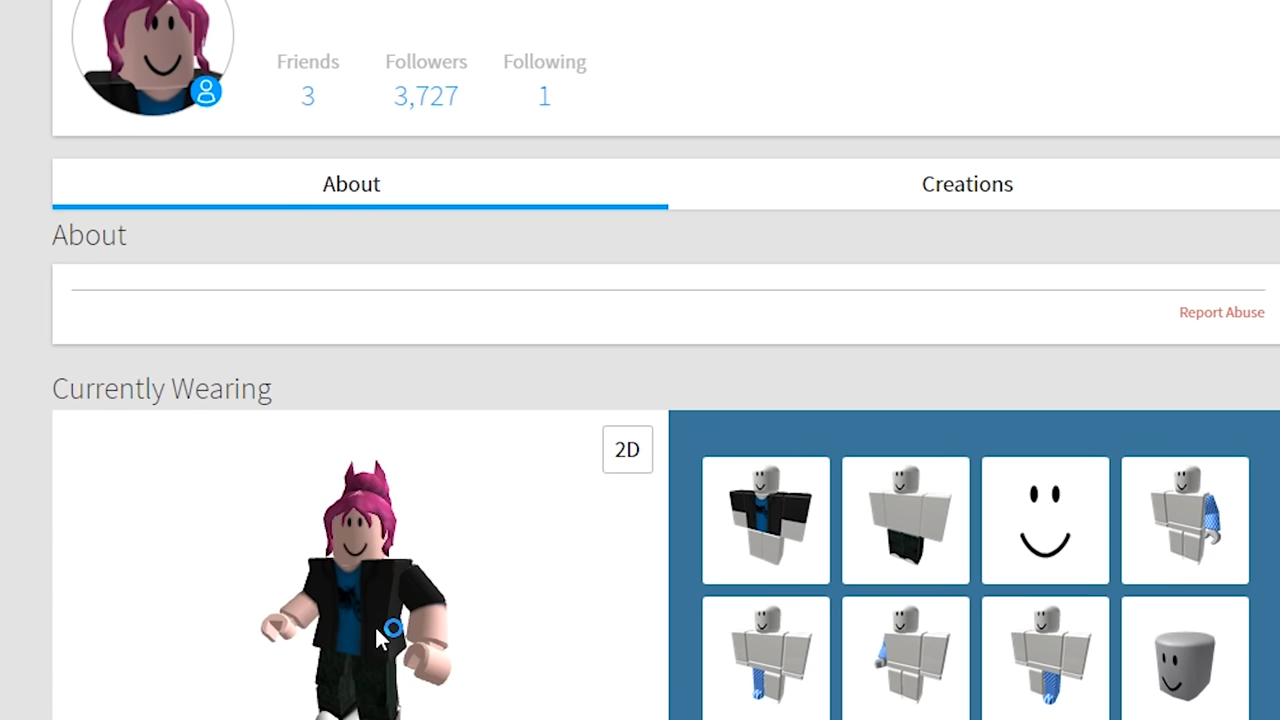 Friends Followers Following
3 3,727 1
About Creations
About
Report Abuse
Currently Wearing
2D